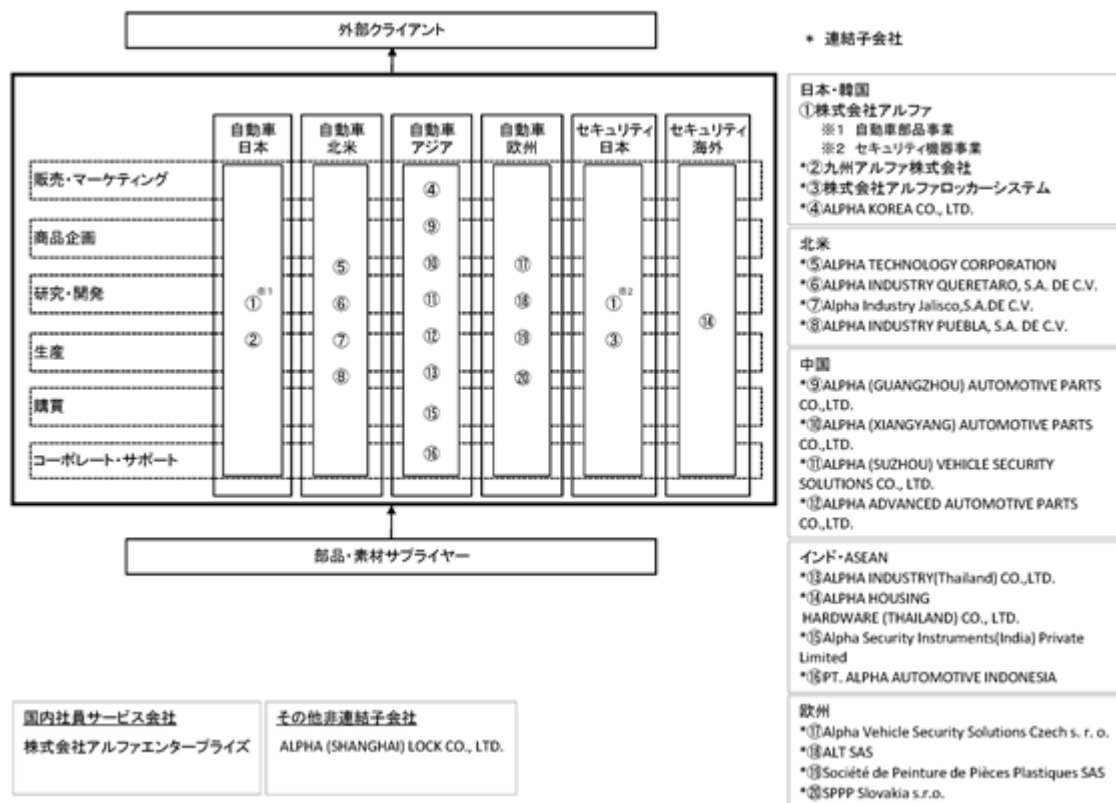 外部クライアント
* 連結子会社
自動車
日本
自動車
北米
自動車
アジア
自動車
欧州
セキュリティ
日本
セキュリティ
海外
販売・マーケティング
商品企画
研究・開発
生産
購買
コーポレート・サポート
①※1
②
⑤
⑥
⑦
⑧
④
⑨
⑩
⑪
⑫
⑬
⑮
⑯
⑰
⑱
⑲
⑳
①※2
③
⑭
部品・素材サプライヤー
日本・韓国
①株式会社アルファ
※1 自動車部品事業
※2 セキュリティ機器事業
*②九州アルファ株式会社
*③株式会社アルファロッカーシステム
*④ALPHA KOREA CO., LTD.
北米
*⑤ALPHA TECHNOLOGY CORPORATION
*⑥ALPHA INDUSTRY QUERETARO, S.A. DE C.V.
*⑦Alpha Industry Jalisco,S.A.DE C.V.
*⑧ALPHA INDUSTRY PUEBLA, S.A. DE C.V.
中国
*⑨ALPHA (GUANGZHOU) AUTOMOTIVE PARTS
CO.,LTD.
*⑩ALPHA (XIANGYANG) AUTOMOTIVE PARTS
CO.,LTD.
*⑪ALPHA (SUZHOU) VEHICLE SECURITY
SOLUTIONS CO., LTD.
*⑫ALPHA ADVANCED AUTOMOTIVE PARTS
CO.,LTD.
インド・ASEAN
*⑬ALPHA INDUSTRY(Thailand) CO.,LTD.
*⑭ALPHA HOUSING
HARDWARE (THAILAND) CO., LTD.
*⑮Alpha Security Instruments(India) Private
Limited
*⑯PT. ALPHA AUTOMOTIVE INDONESIA
欧州
*⑰Alpha Vehicle Security Solutions Czech s. r. o.
*⑱ALT SAS
*⑲Société de Peinture de Pièces Plastiques SAS
*⑳SPPP Slovakia s.r.o.
国内社員サービス会社
株式会社アルファエンタープライズ
その他非連結子会社
ALPHA (SHANGHAI) LOCK CO., LTD.